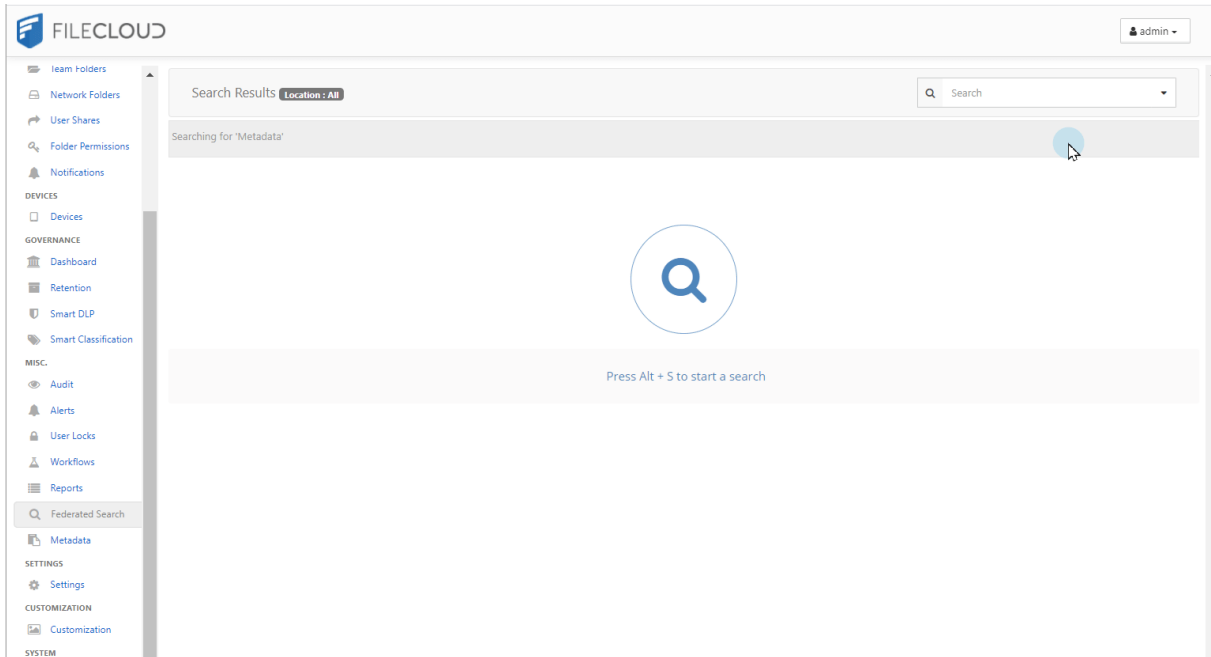 FILECLOUD
admin
Team Folders
Network Folders
User Shares
Folder Permissions
Notifications
DEVICES
Devices
GOVERNANCE
Dashboard
Retention
Smart DLP
Smart Classification
MISC.
Audit
Alerts
User Locks
Workflows
Reports
Federated Search
Metadata
SETTINGS
Settings
CUSTOMIZATION
Customization
SYSTEM
Search Results Location : All
Search
Searching for 'Metadata'
Press Alt + S to start a search